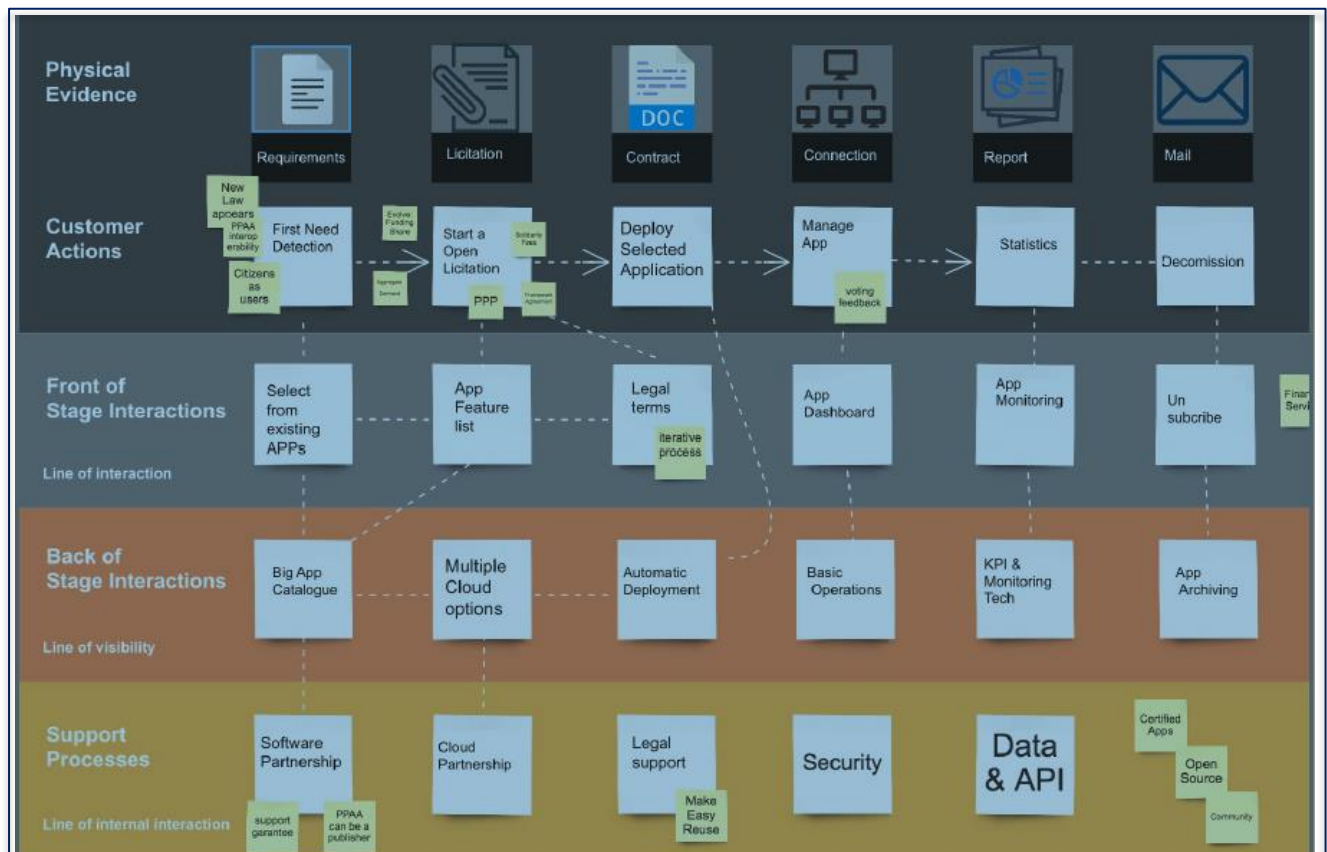 Physical
Evidence
DOC
Requirements
Licitation
Contract
Connection
Report
Mail
Customer
Actions
New
Law
appears
PPAA
interop
erability
Citizens
as
users
First Need
Detection
Evolve
Funding
Share
Aggregate
Demand
Start a
Open
Licitation
Solidarity
Fees
PPP
Framework
Agreement
Deploy
Selected
Application
Manage
App
voting
feedback
Statistics
Decomission
Front of
Stage Interactions
Line of interaction
Select
from
existing
APPs
App
Feature
list
Legal
terms
iterative
process
App
Dashboard
App
Monitoring
Un
subcribe
Finan
Servi
Back of
Stage Interactions
Line of visibility
Big App
Catalogue
Multiple
Cloud
options
Automatic
Deployment
Basic
Operations
KPI &
Monitoring
Tech
App
Archiving
Support
Processes
Line of internal interaction
Software
Partnership
support
garantee
PPAA
can be a
publisher
Cloud
Partnership
Legal
support
Make
Easy
Reuse
Security
Data
& API
Certified
Apps
Open
Source
Community